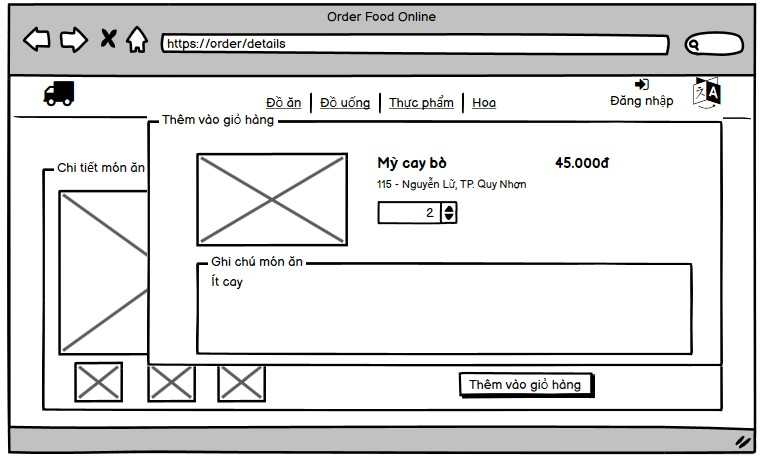 Order Food Online
https://order/details
Đồ ăn Đồ uống Thực phẩm Hoa
Đăng nhập
A
Thêm vào giỏ hàng
Chi tiết món ăn
Mỳ cay bò 45.000đ
115 - Nguyễn Lữ, TP. Quy Nhơn
2
Ghi chú món ăn
Ít cay
Thêm vào giỏ hàng